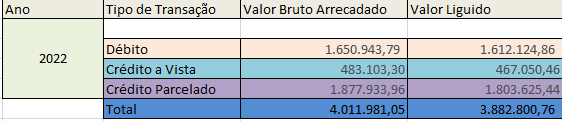 Ano Tipo de Transação Valor Bruto Arrecadado Valor Liguido
2022
Débito 1.650.943,79 1.612.124,86
Crédito a Vista 483.103,30 467.050,46
Crédito Parcelado 1.877.933,96 1.803.625,44
Total 4.011.981,05 3.882.800,76